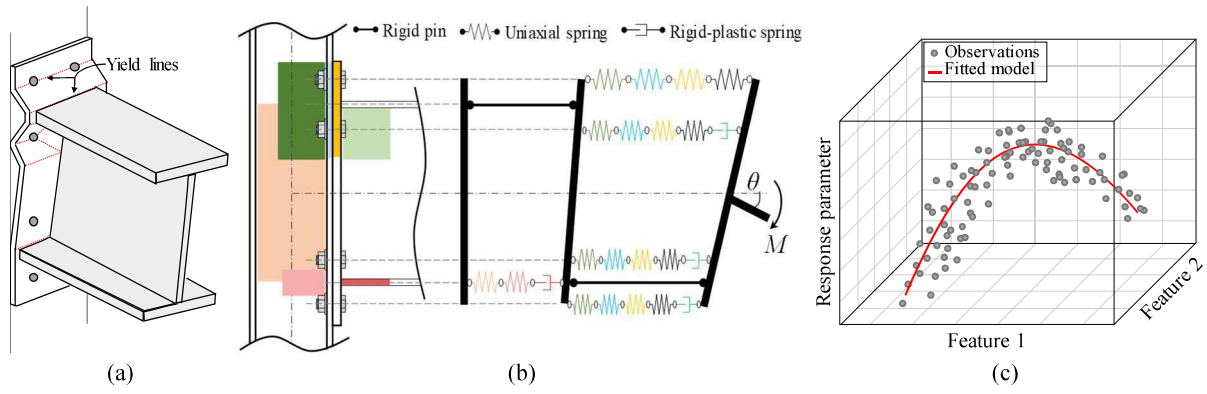 Yield lines
(a)
Rigid pin
Uniaxial spring
Rigid-plastic spring
θ
M
(b)
Observations
Fitted model
Response parameter
Feature 1
Feature 2
(c)